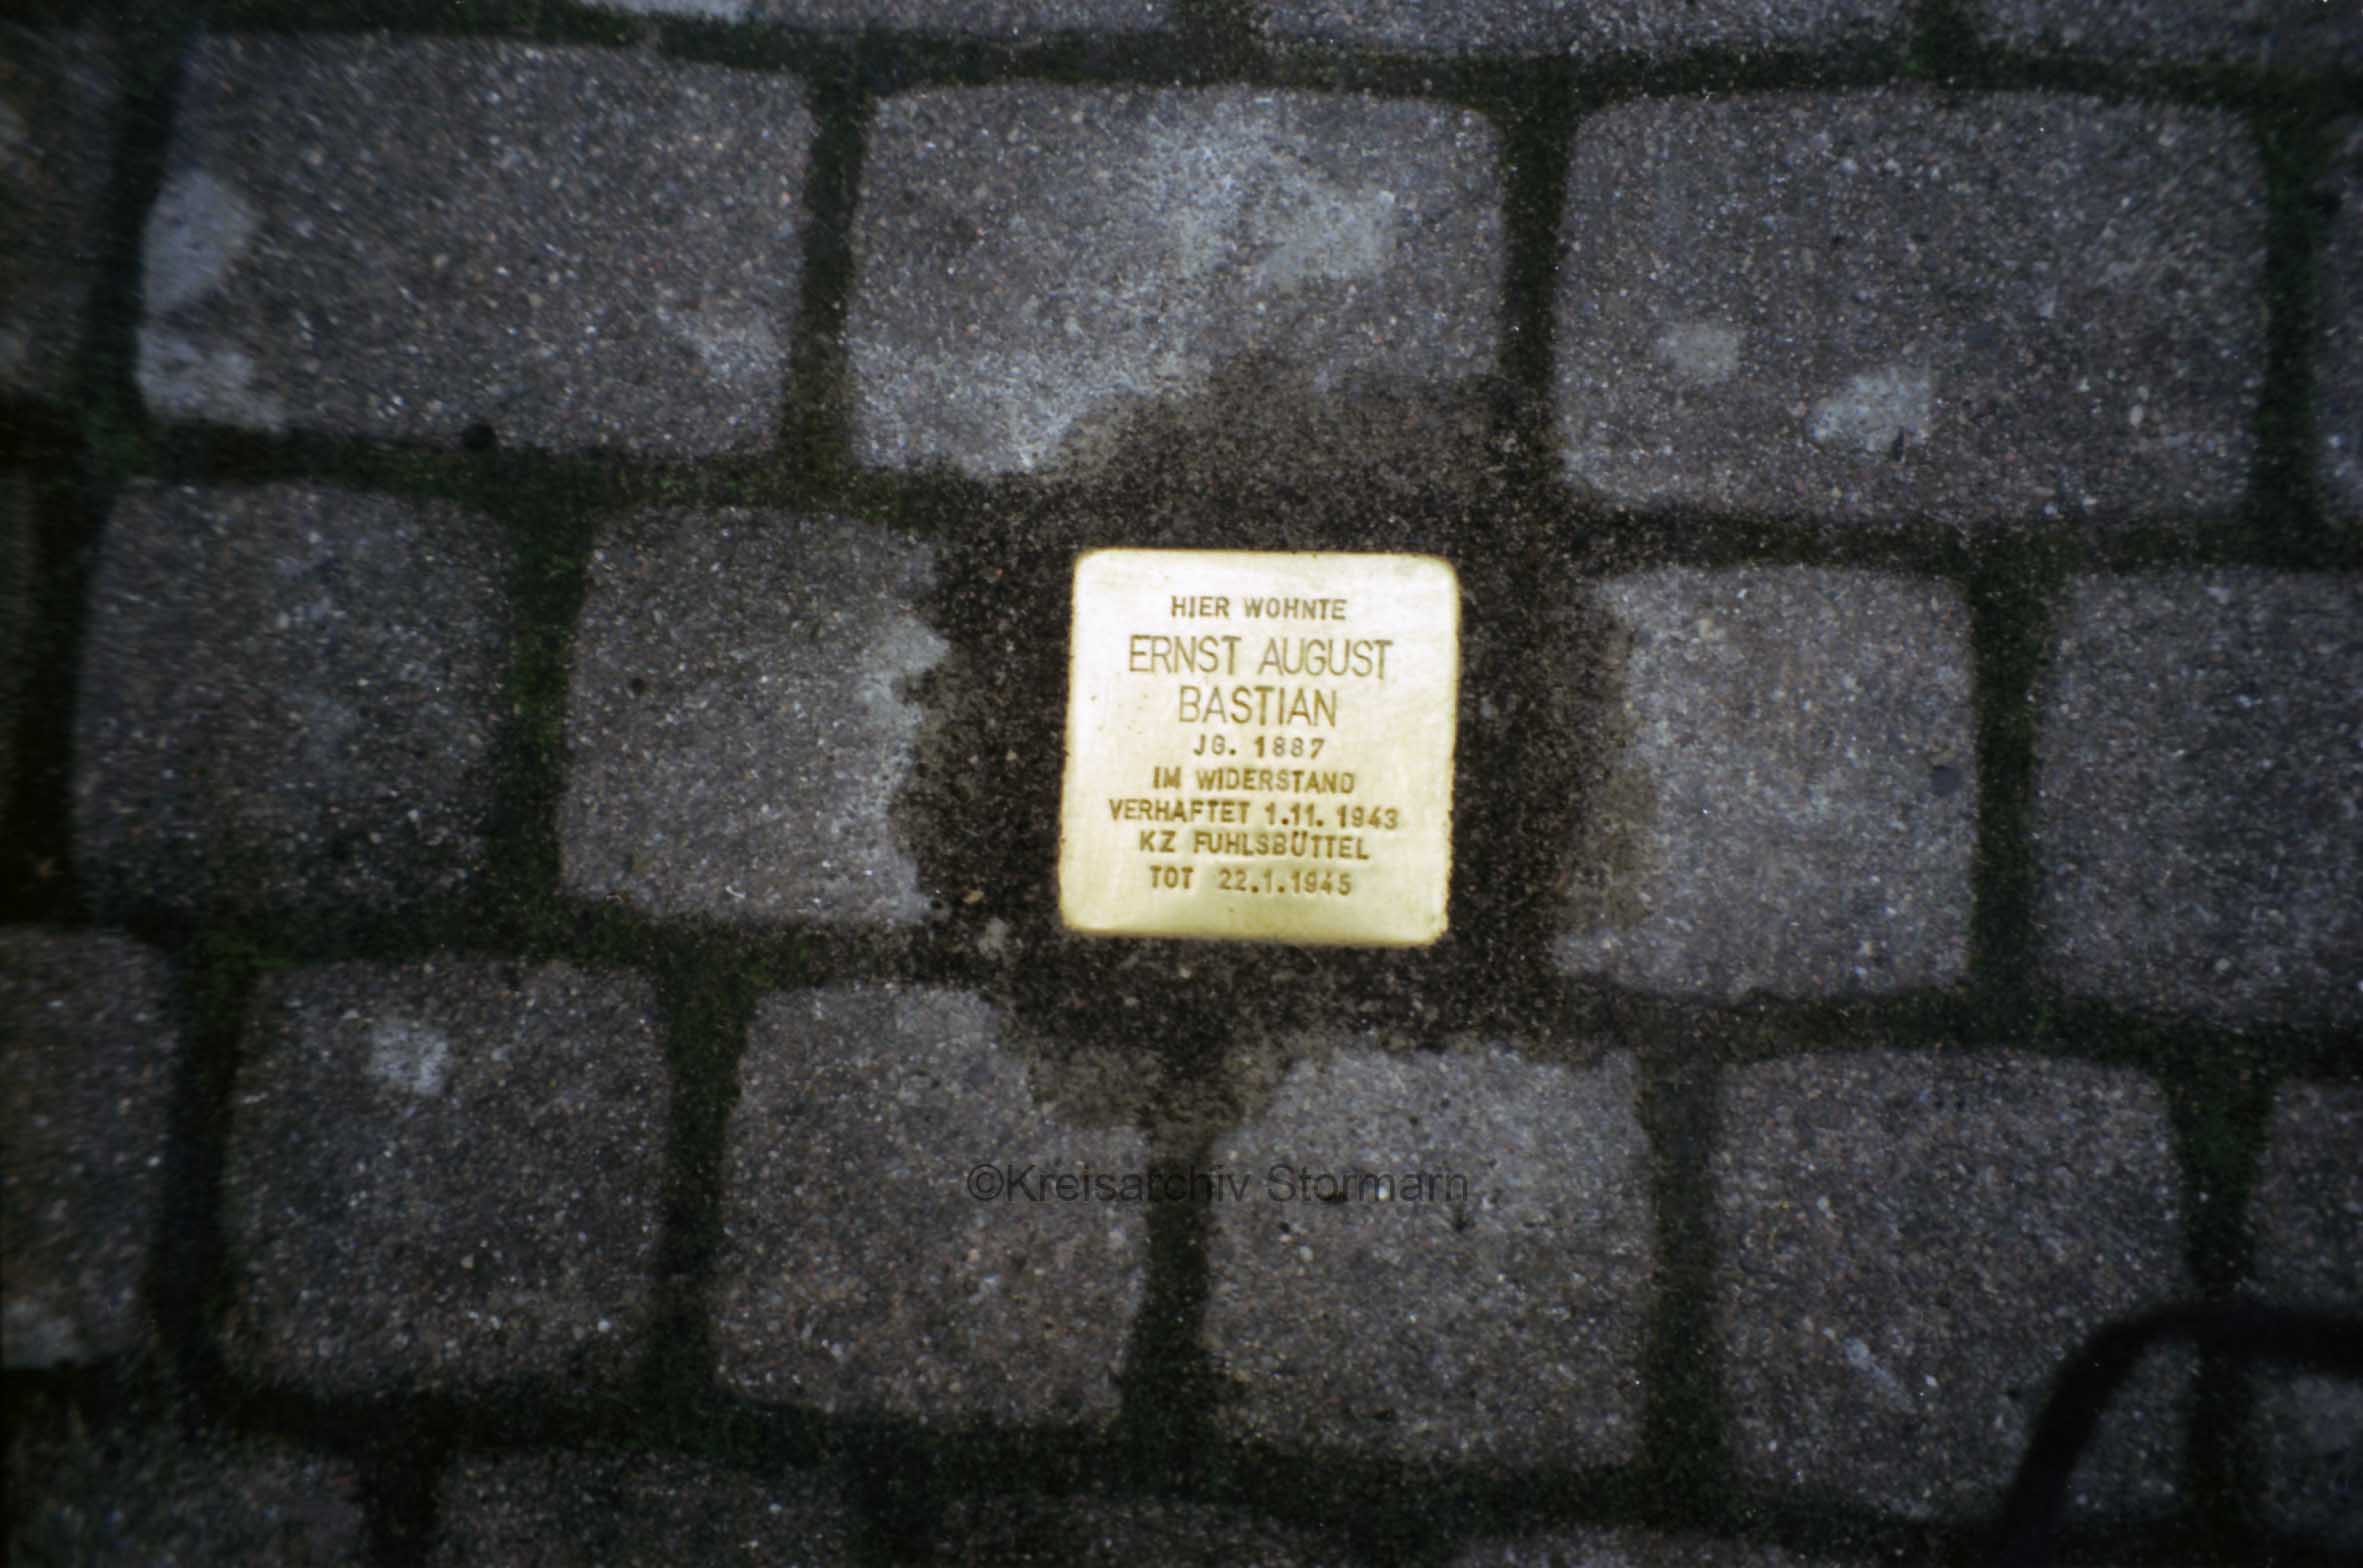 HIER WOHNTE
ERNST AUGUST
BASTIAN
JG. 1887
IM WIDERSTAND
VERHAFTET 1.11. 1943
KZ FUHLSBÜTTEL
TOT 22.1.1945
©Kreisarchiv Stormarn